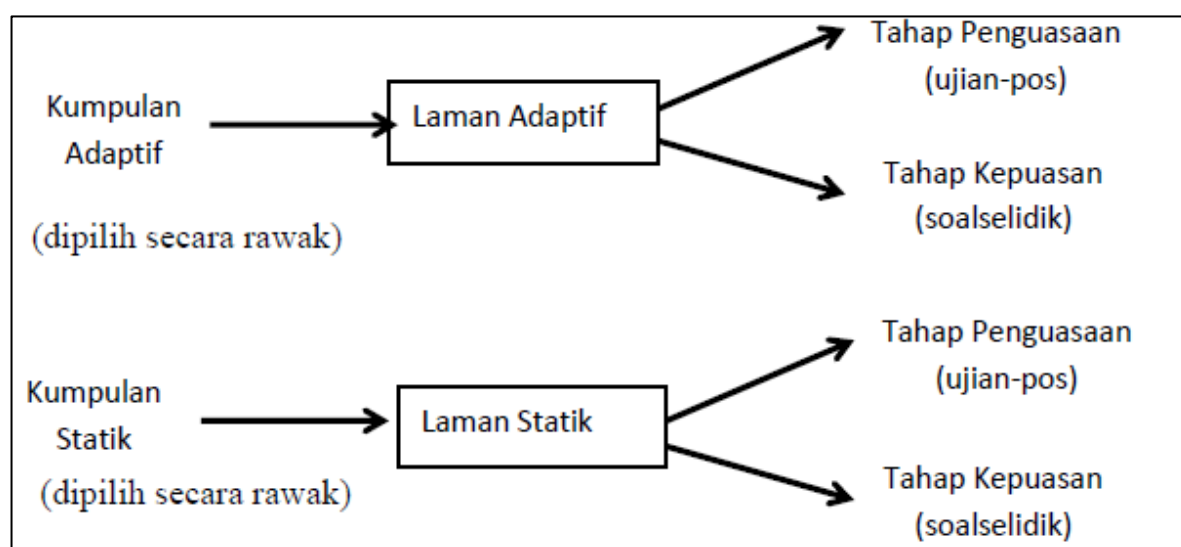 Kumpulan
Adaptif
(dipilih secara rawak)
Laman Adaptif
Tahap Penguasaan
(ujian-pos)
Tahap Kepuasan
(soalselidik)
Kumpulan
Statik
(dipilih secara rawak)
Laman Statik
Tahap Penguasaan
(ujian-pos)
Tahap Kepuasan
(soalselidik)